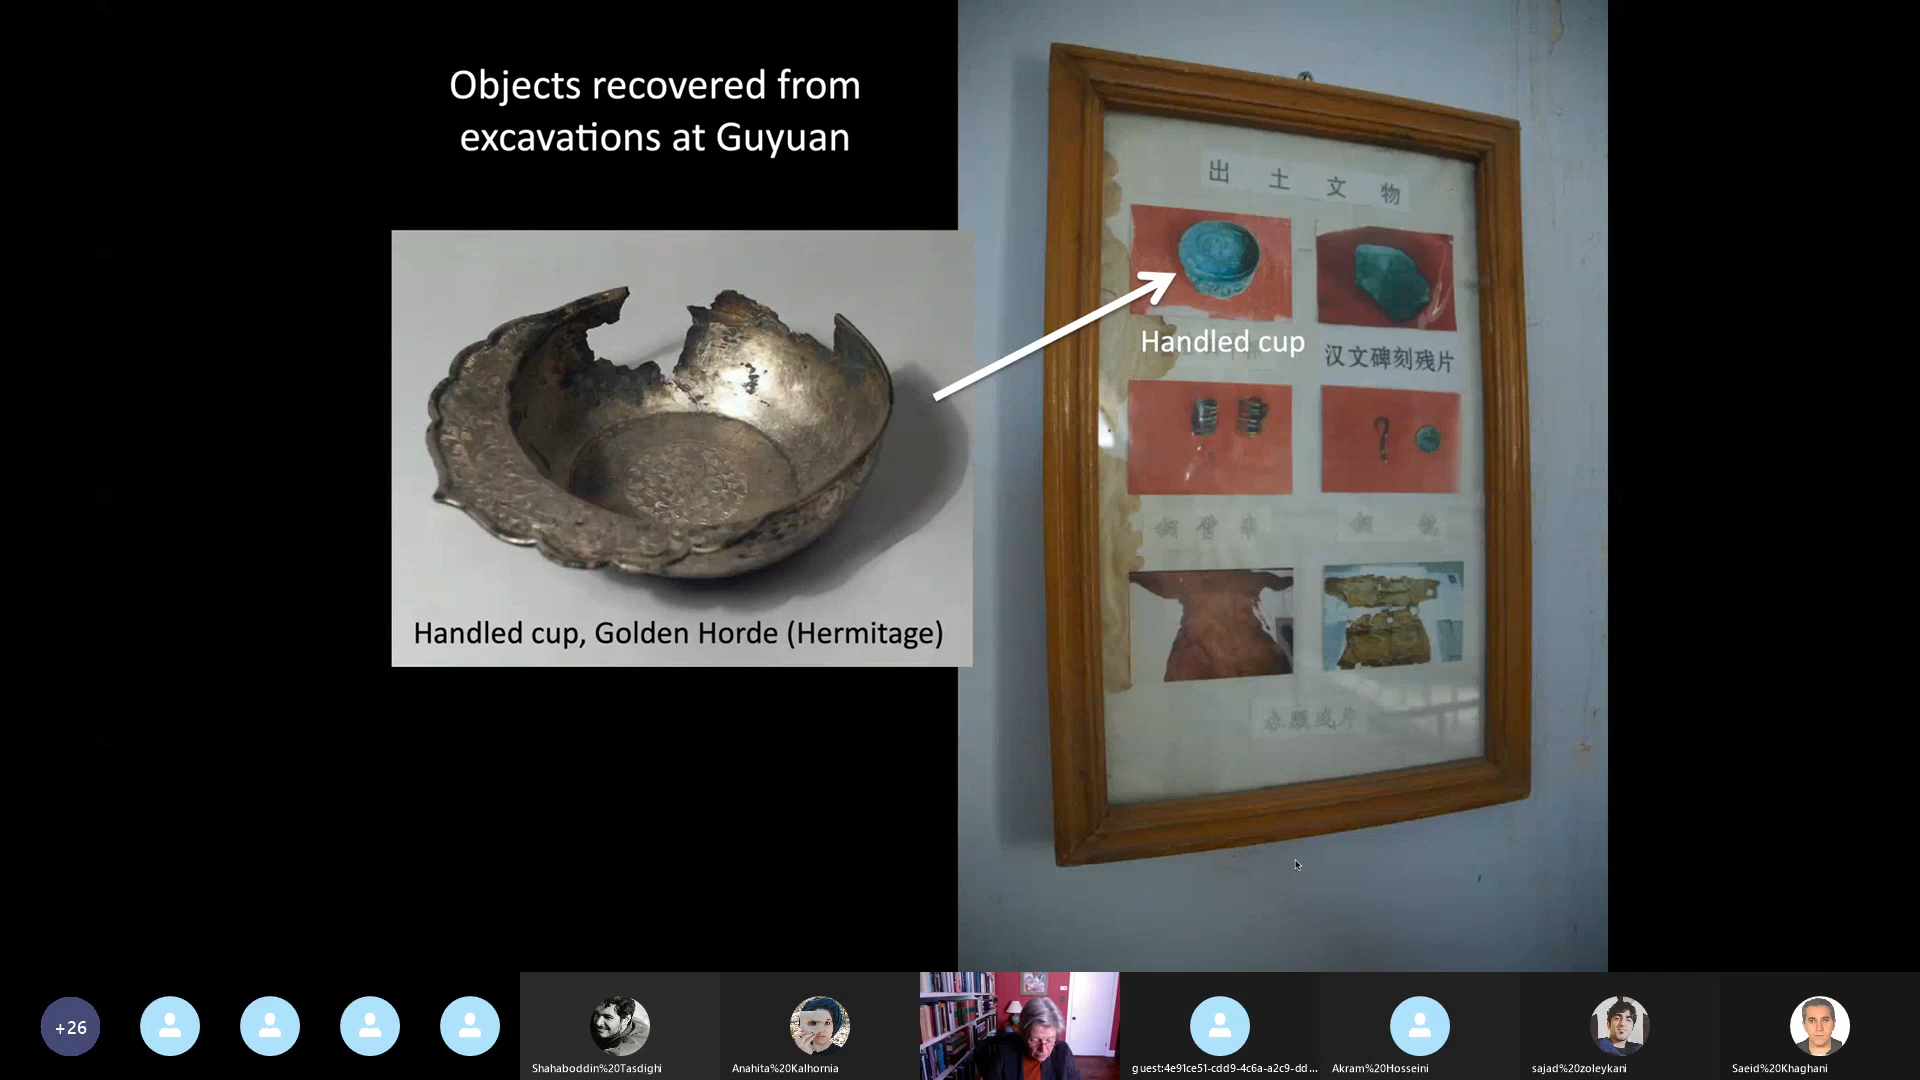 Objects recovered from
excavations at Guyuan
出土文物
Handled cup
汉文碑刻残片
Handled cup, Golden Horde (Hermitage)
+26
Shahaboddin%20Tasdighi
Anahita%20Kalhornia
guest:4e91ce51-cdd9-4c6a-a2c9-dd...
Akram%20Hosseini
sajad%20zoleykani
Saeid%20Khaghani